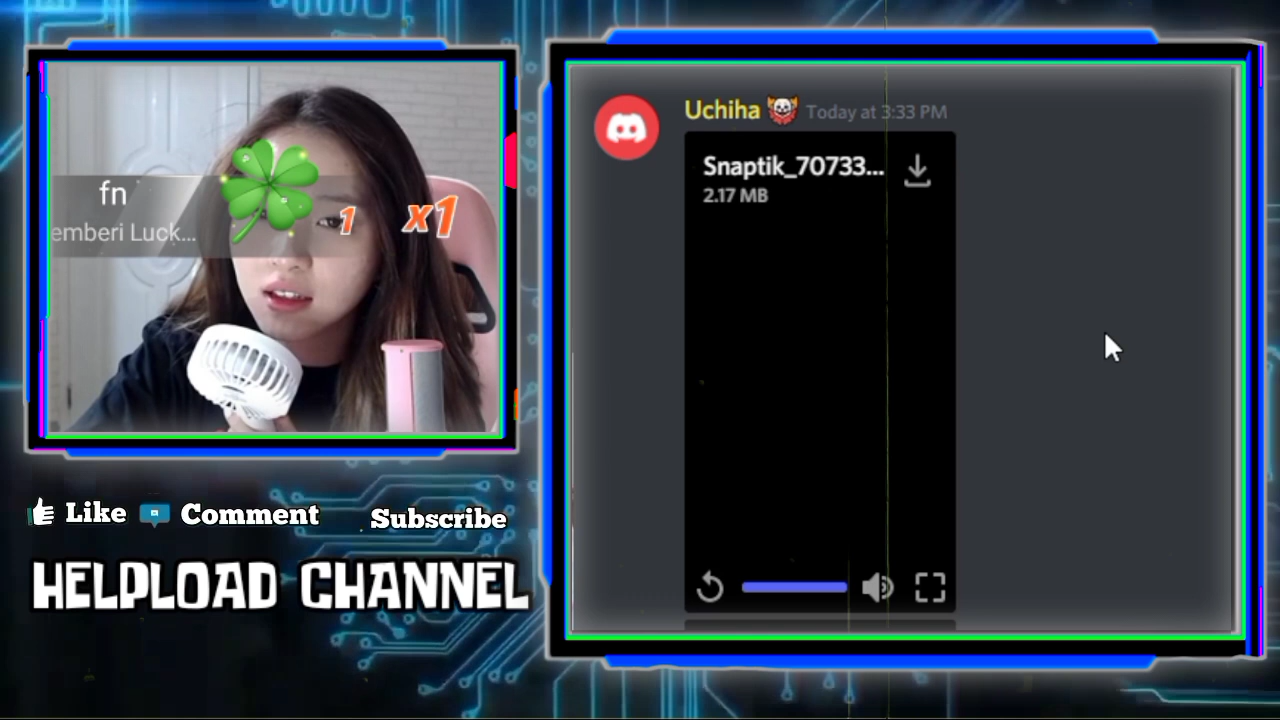 fn
emberi Luck...
1
x1
Like
Comment
Subscribe
HELPLOAD CHANNEL
Uchiha
Today at 3:33 PM
Snaptik_70733...
2.17 MB